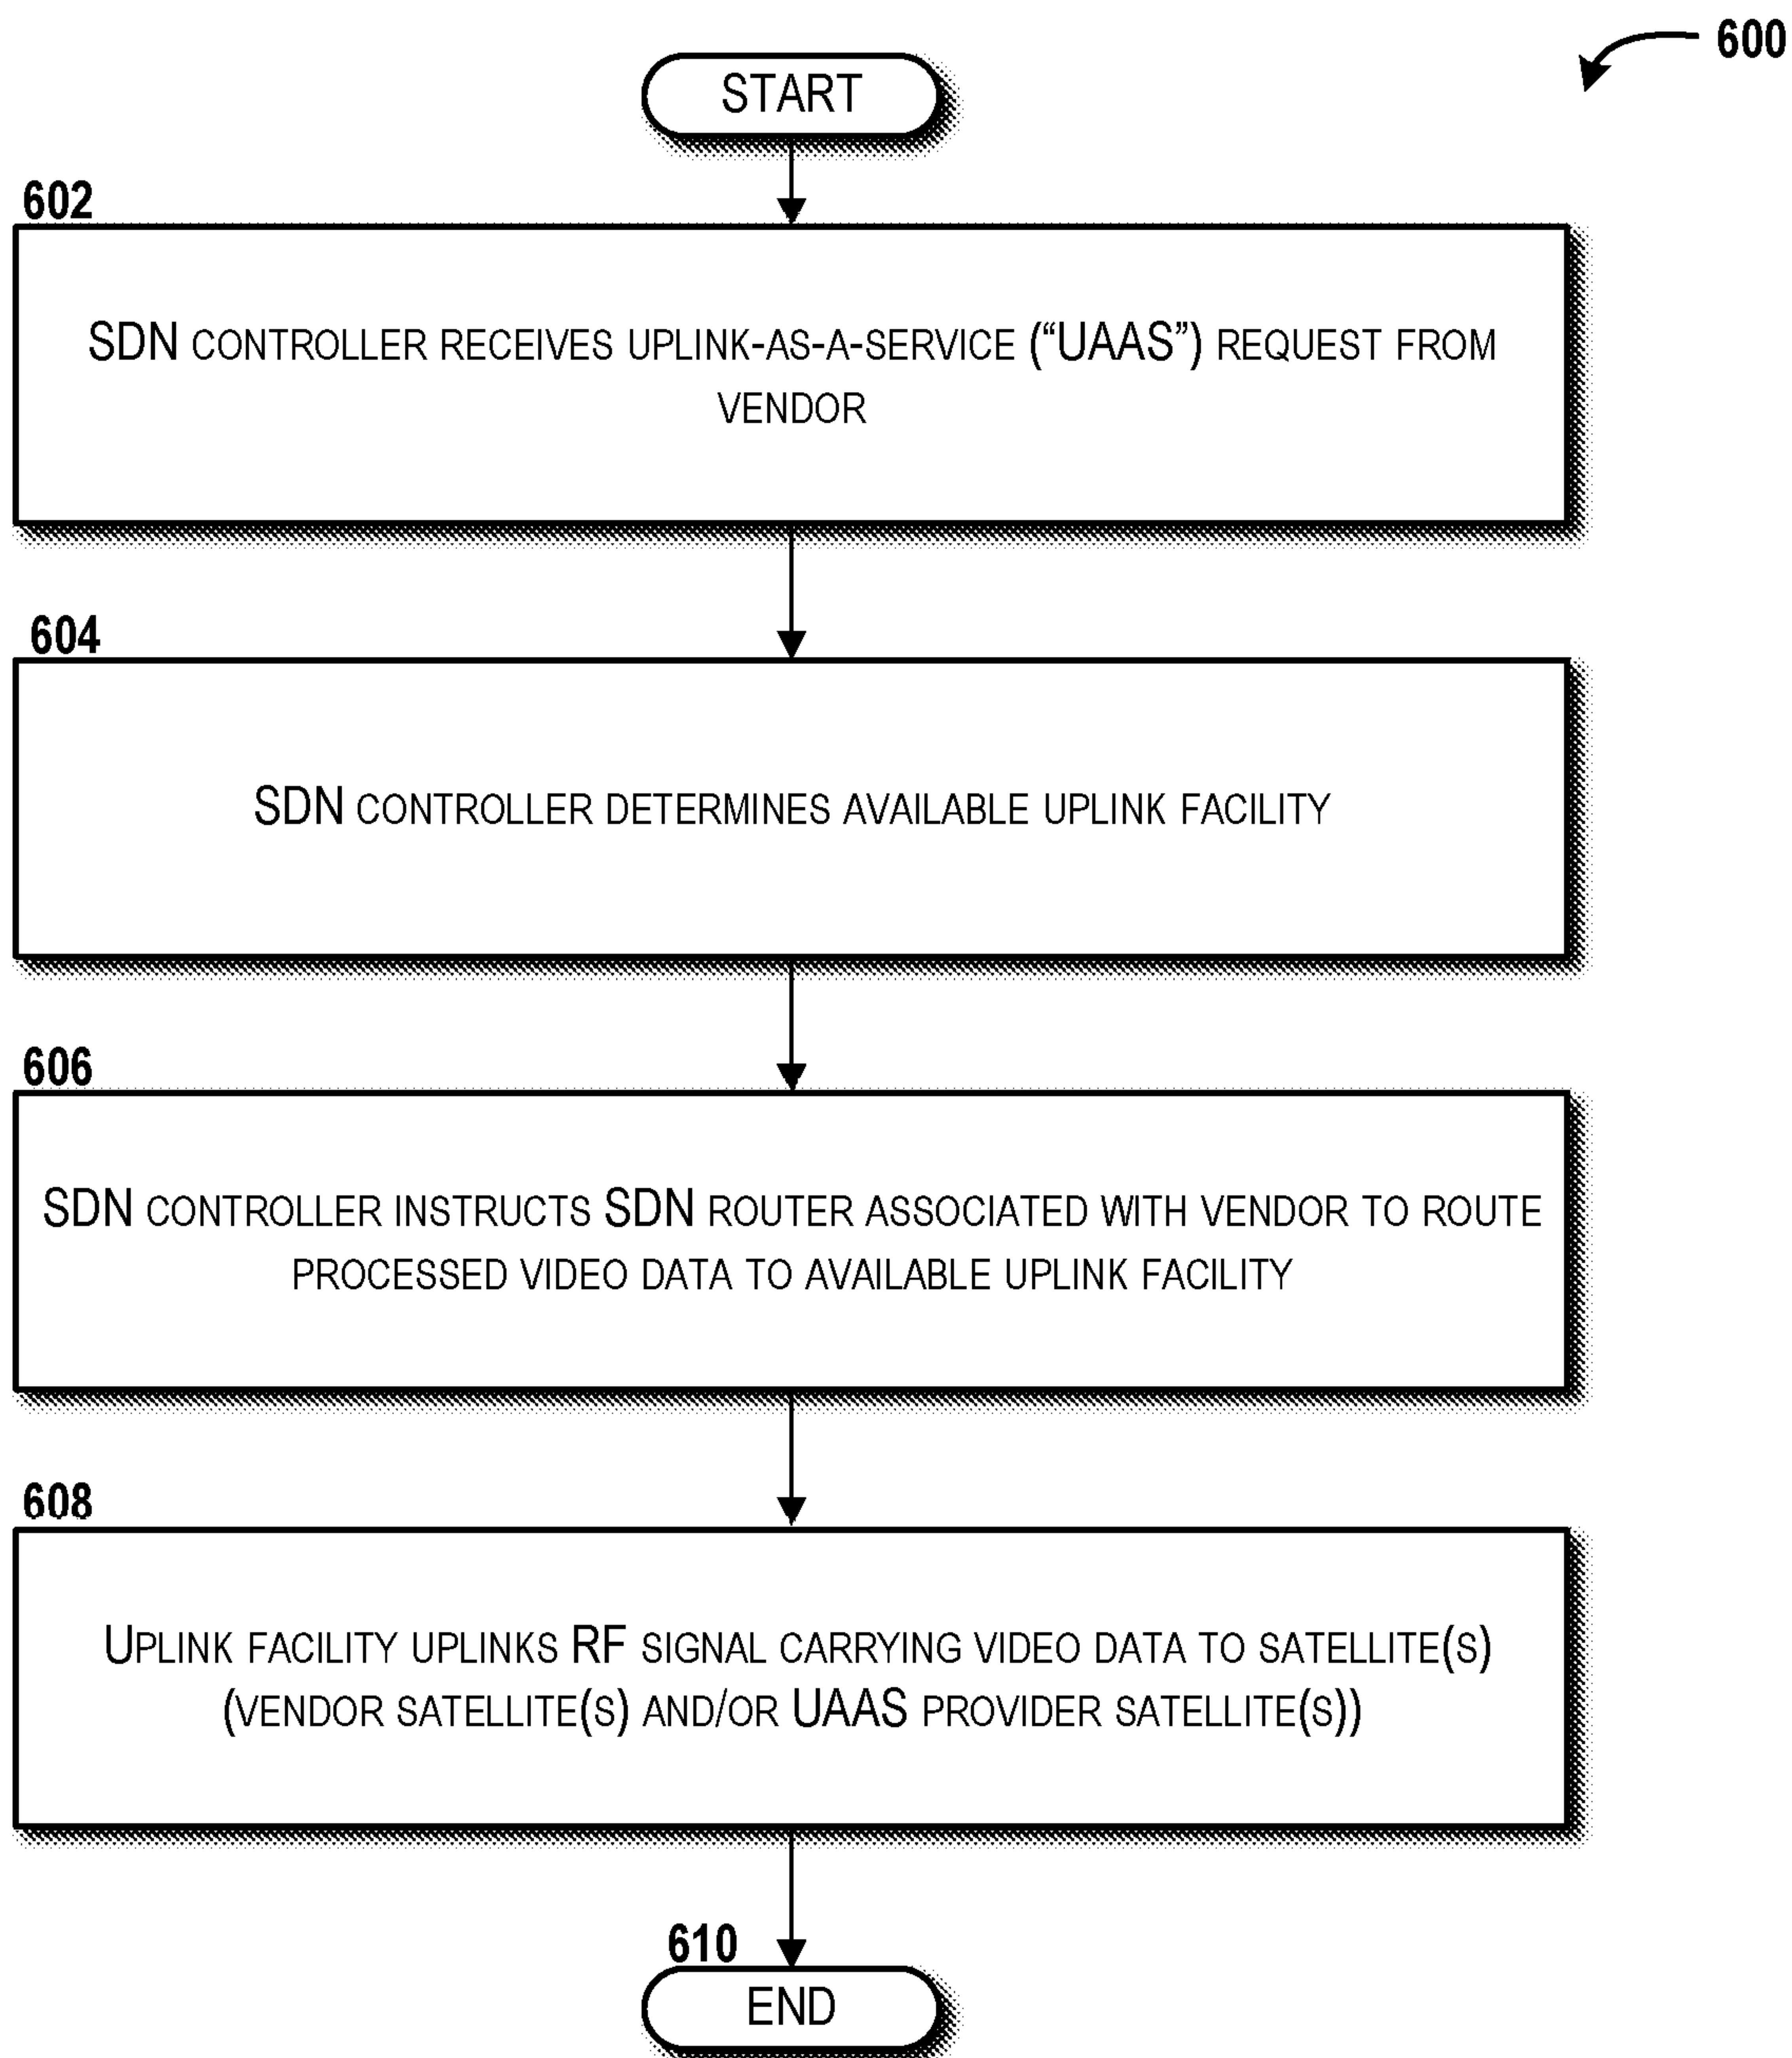 600
START
602
SDN CONTROLLER RECEIVES UPLINK-AS-A-SERVICE (“UAAS”) REQUEST FROM
VENDOR
604
SDN CONTROLLER DETERMINES AVAILABLE UPLINK FACILITY
606
SDN CONTROLLER INSTRUCTS SDN ROUTER ASSOCIATED WITH VENDOR TO ROUTE
PROCESSED VIDEO DATA TO AVAILABLE UPLINK FACILITY
608
UPLINK FACILITY UPLINKS RF SIGNAL CARRYING VIDEO DATA TO SATELLITE(S)
(VENDOR SATELLITE(S) AND/OR UAAS PROVIDER SATELLITE(S))
610
END